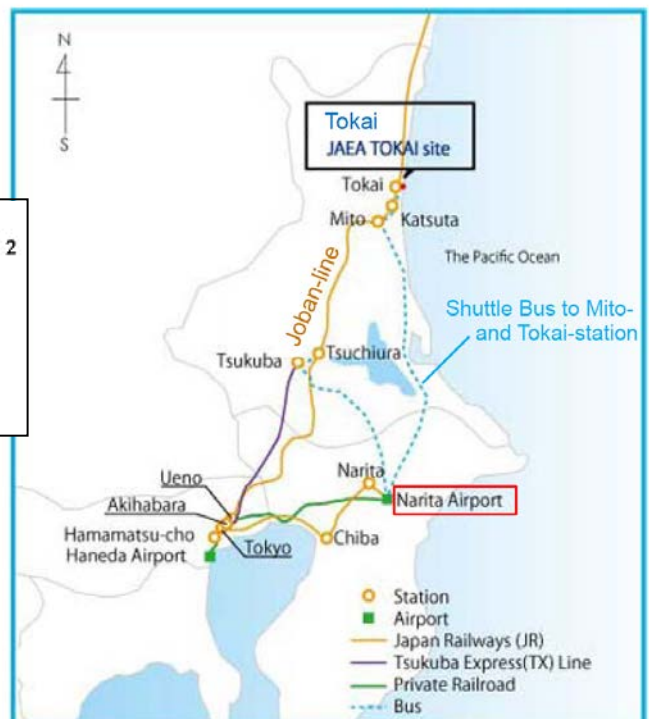 N
S
Tokai
JAEA TOKAI site
Tokai
Mito
Katsuta
2
The Pacific Ocean
Joban-line
Shuttle Bus to Mito-
and Tokai-station
Tsukuba
Tsuchiura
Ueno
Narita
Akihabara
Narita Airport
Hamamatsu-cho
Tokyo
Chiba
Haneda Airport
Station
Airport
Japan Railways (JR)
Tsukuba Express(TX) Line
Private Railroad
Bus